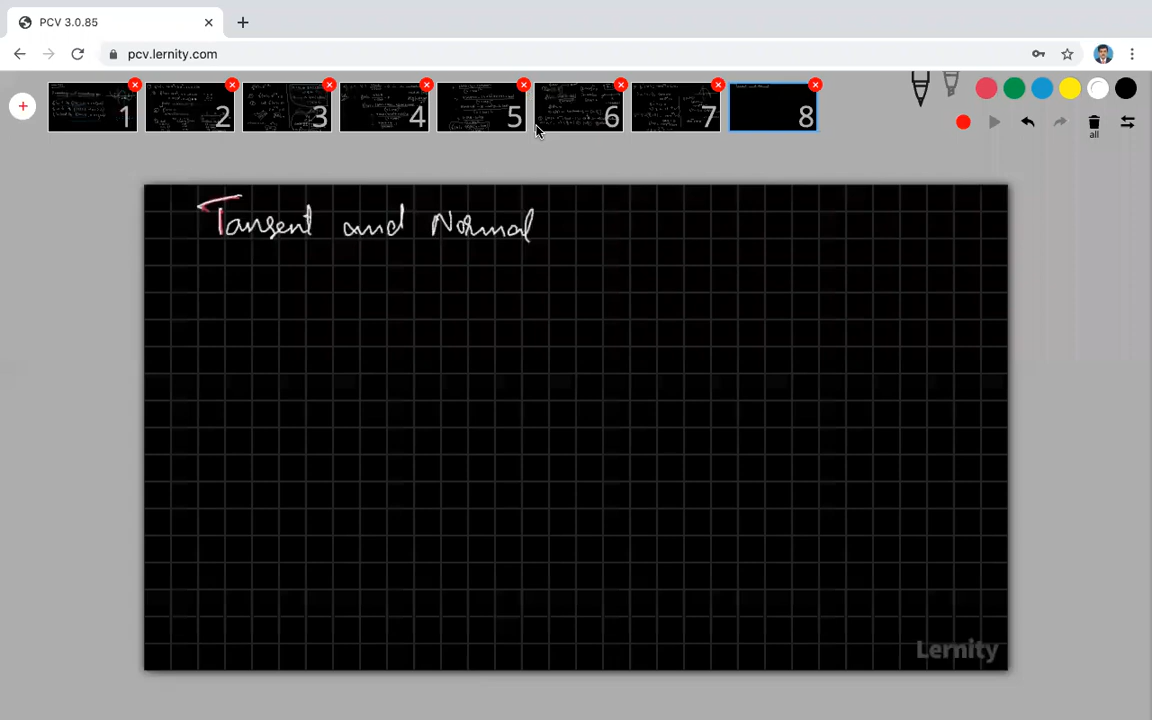 PCV 3.0.85
pcv.lernity.com
1 2 3 4 5 6 7 8
all
Tangent and Normal
Lernity